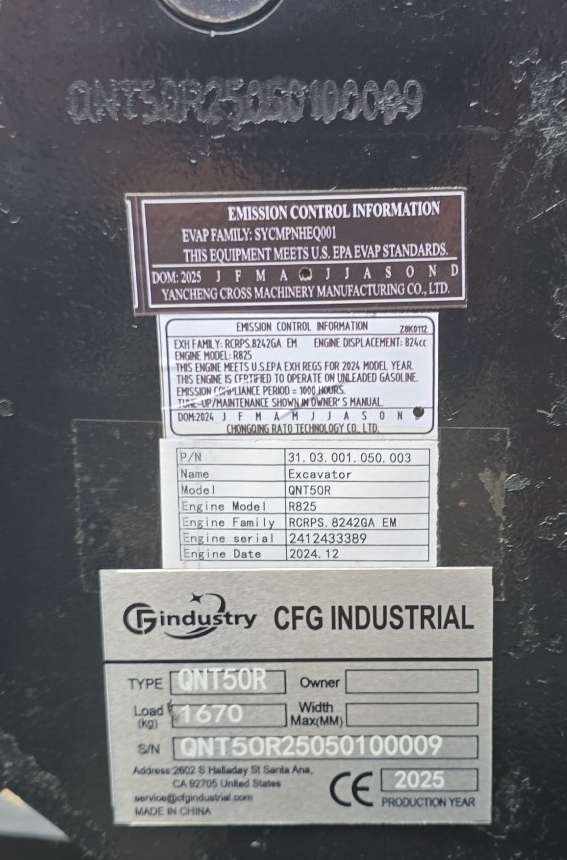 QNT50R25050100009
EMISSION CONTROL INFORMATION
EVAP FAMILY: SYCMPNHEQ001
THIS EQUIPMENT MEETS U.S. EPA EVAP STANDARDS.
DOM: 2025 J F M A J J A S O N D
YANCHENG CROSS MACHINERY MANUFACTURING CO., LTD.
EMISSION CONTROL INFORMATION Z8K0112
EXH FAMILY: RCRPS.8242GA EM ENGINE DISPLACEMENT: 824cc
ENGINE MODEL: R825
THIS ENGINE MEETS U.S.EPA EXH REGS FOR 2024 MODEL YEAR.
THIS ENGINE IS CERTIFIED TO OPERATE ON UNLEADED GASOLINE.
EMISSION COMPLIANCE PERIOD = 1000 HOURS.
TUNE-UP/MAINTENANCE SHOWN IN OWNER'S MANUAL
DOM:2024 J F M A M J J A S O N
CHONGQING RATO TECHNOLOGY CO. LTD.
P/N 31.03.001.050.003
Name Excavator
Model QNT50R
Engine Model R825
Engine Family RCRPS.8242GA EM
Engine serial 2412433389
Engine Date 2024.12
CFG industry CFG INDUSTRIAL
TYPE QNT50R Owner
Load (kg) 1670 Width Max(MM)
S/N QNT50R25050100009
Address:2602 S Halladay St Santa Ana,
CA 92705 United States
service@cfgindustrial.com
MADE IN CHINA
CE 2025
PRODUCTION YEAR